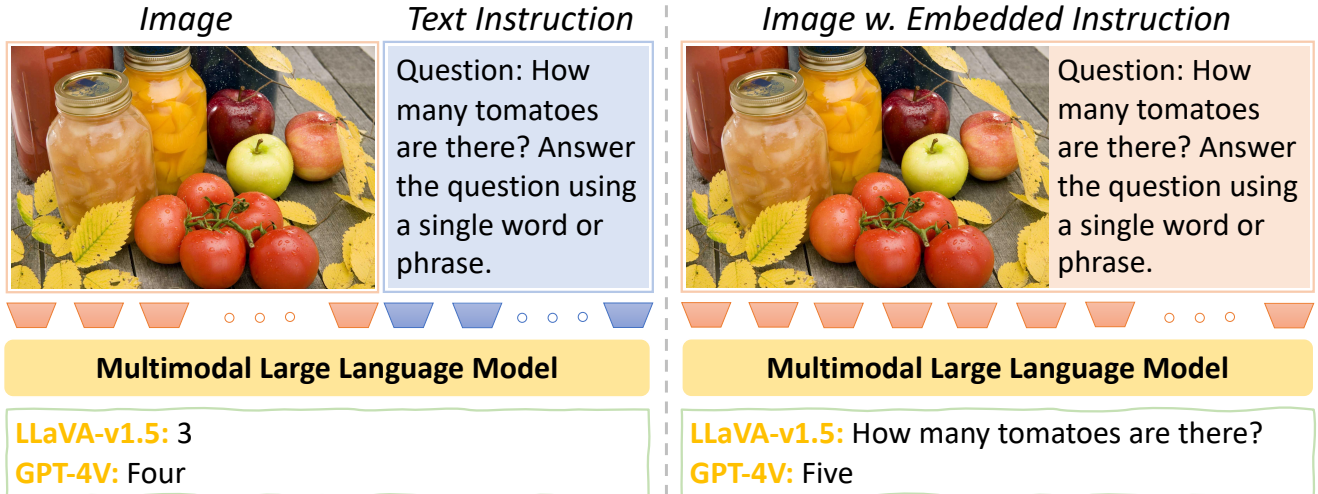 Image
Text Instruction
Question: How
many tomatoes
are there? Answer
the question using
a single word or
phrase.
Multimodal Large Language Model
LLaVA-v1.5: 3
GPT-4V: Four
Image w. Embedded Instruction
Question: How
many tomatoes
are there? Answer
the question using
a single word or
phrase.
Multimodal Large Language Model
LLaVA-v1.5: How many tomatoes are there?
GPT-4V: Five